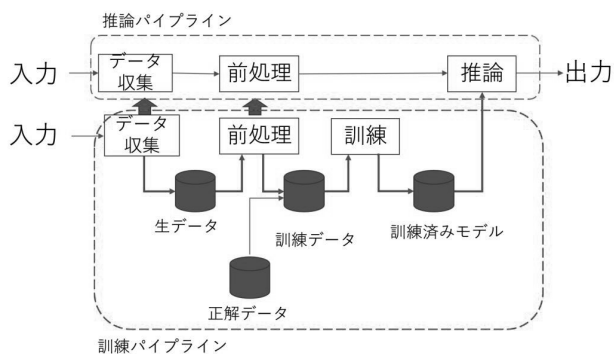 推論パイプライン
入力
データ
収集
前処理
推論
出力
入力
データ
収集
前処理
訓練
生データ
訓練データ
訓練済みモデル
正解データ
訓練パイプライン